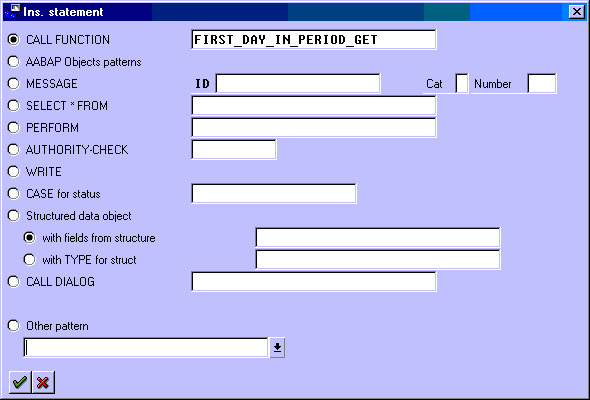 Ins. statement
CALL FUNCTION FIRST_DAY_IN_PERIOD_GET
AABAP Objects patterns
MESSAGE ID Cat Number
SELECT * FROM
PERFORM
AUTHORITY-CHECK
WRITE
CASE for status
Structured data object
with fields from structure
with TYPE for struct
CALL DIALOG
Other pattern